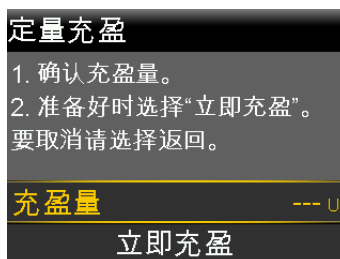 定量充盈
1. 确认充盈量。
2. 准备好时选择“立即充盈”。
要取消请选择返回。
充盈量 --- U
立即充盈